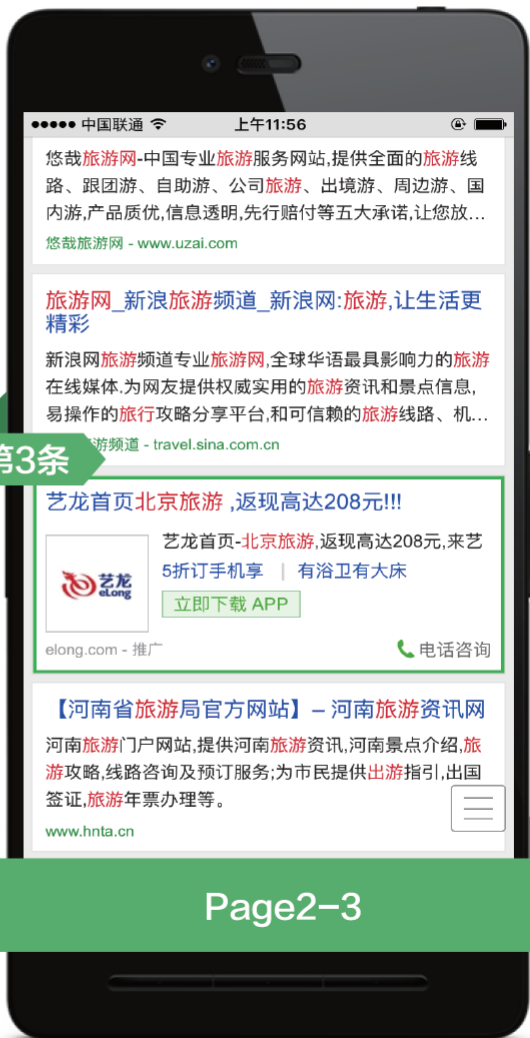 中国联通
上午11:56
悠哉旅游网-中国专业旅游服务网站,提供全面的旅游线
路、跟团游、自助游、公司旅游、出境游、周边游、国
内游,产品质优,信息透明,先行赔付等五大承诺,让您放...
悠哉旅游网 - www.uzai.com
旅游网_新浪旅游频道_新浪网:旅游,让生活更
精彩
新浪网旅游频道专业旅游网,全球华语最具影响力的旅游
在线媒体.为网友提供权威实用的旅游资讯和景点信息,
易操作的旅行攻略分享平台,和可信赖的旅游线路、机...
第3条
游频道 - travel.sina.com.cn
艺龙首页北京旅游 ,返现高达208元!!!
艺龙首页-北京旅游,返现高达208元,来艺
艺龙
eLong
5折订手机享 | 有浴卫有大床
立即下载 APP
elong.com - 推广
电话咨询
【河南省旅游局官方网站】– 河南旅游资讯网
河南旅游门户网站,提供河南旅游资讯,河南景点介绍,旅
游攻略,线路咨询及预订服务;为市民提供出游指引,出国
签证,旅游年票办理等。
www.hnta.cn
Page2-3